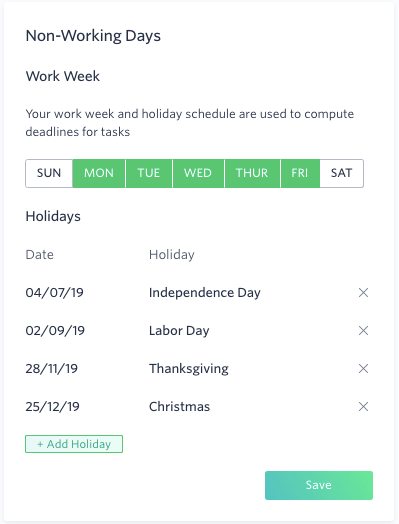 Non-Working Days
Work Week
Your work week and holiday schedule are used to compute
deadlines for tasks
SUN MON TUE WED THUR FRI SAT
Holidays
Date Holiday
04/07/19 Independence Day
02/09/19 Labor Day
28/11/19 Thanksgiving
25/12/19 Christmas
+ Add Holiday
Save